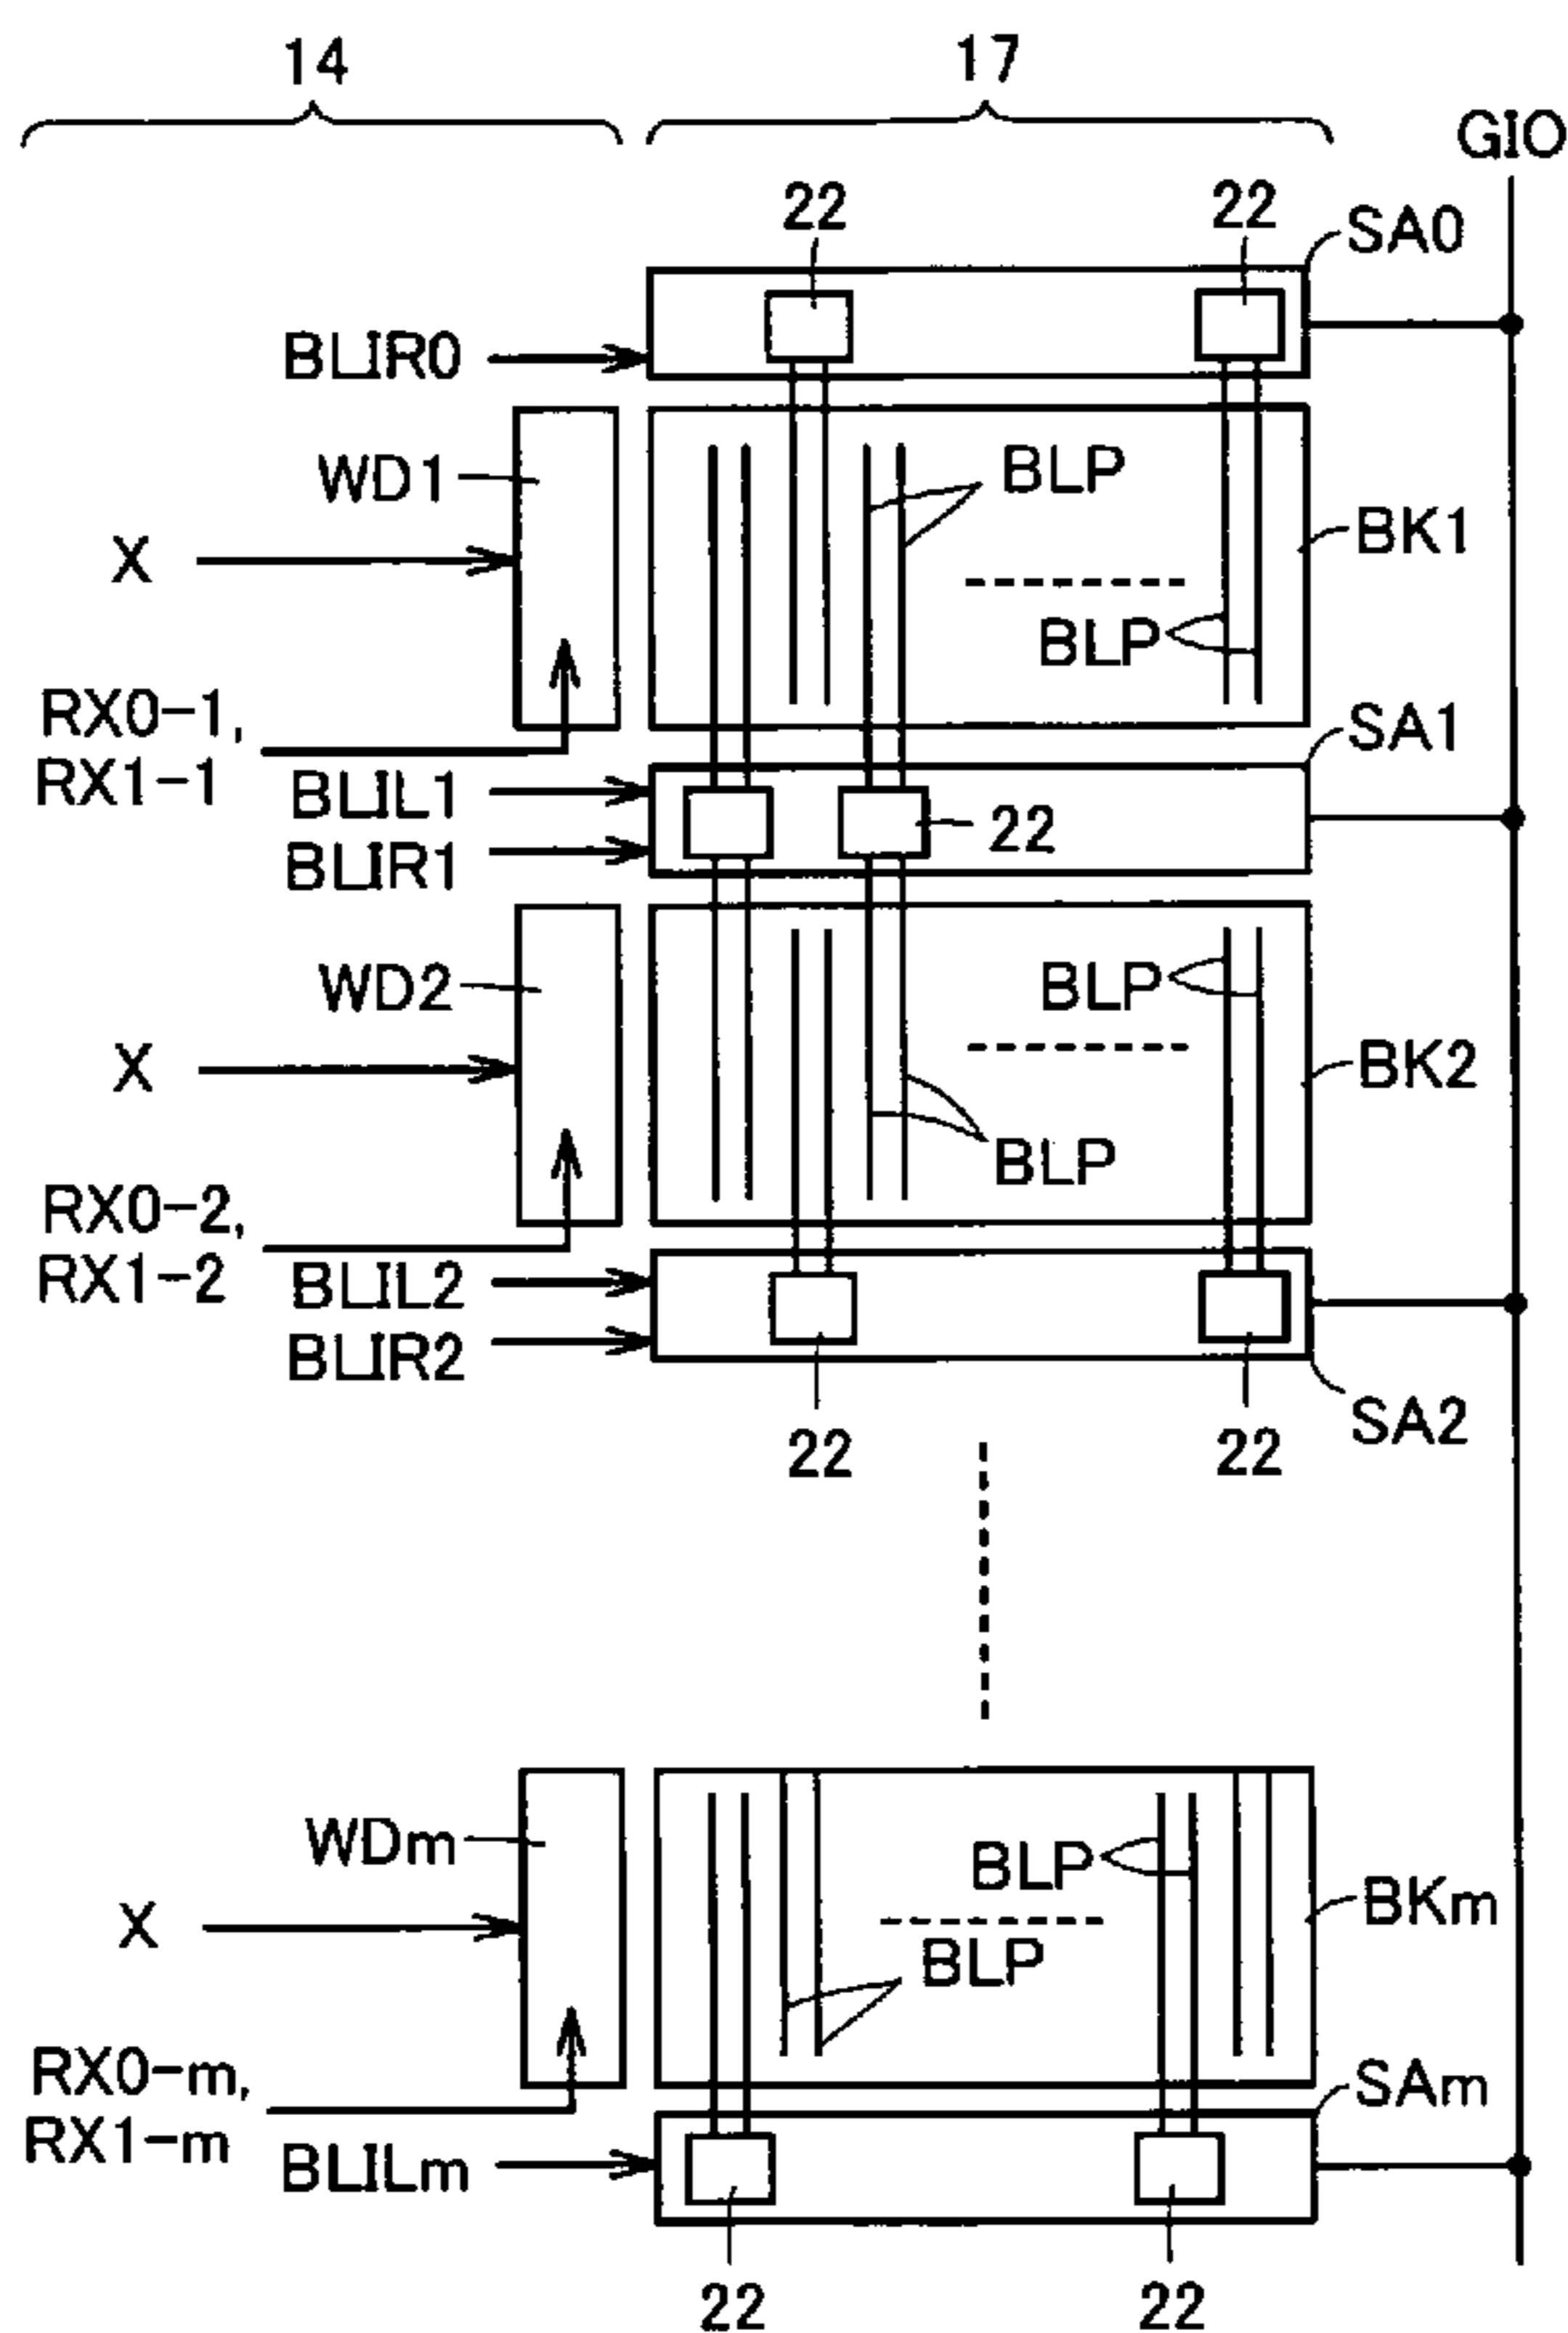 14
17
GIO
22
22
SA0
BLIR0
WD1
BLP
X
BK1
BLP
RX0-1,
RX1-1
SA1
BLIL1
22
BLIR1
WD2
BLP
X
BK2
BLP
RX0-2,
RX1-2
BLIL2
BLIR2
SA2
22
22
WDm
BLP
X
BKm
BLP
RX0-m,
RX1-m
SAm
BLILm
22
22